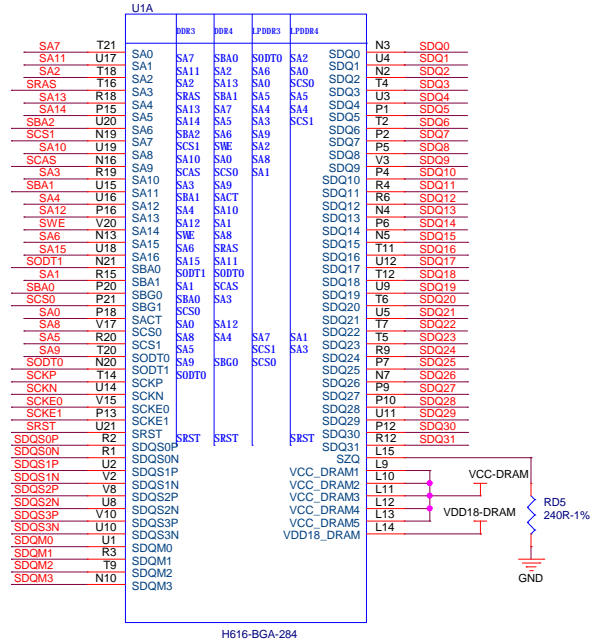 U1A
DDR3 DDR4 LPDDR3 LPDDR4
SA7 T21 SA0 SA7 SBA0 SODT0 SA2 SDQ0 N3 SDQ0
SA11 U17 SA1 SA11 SA2 SA6 SA0 SDQ1 U4 SDQ1
SA2 T18 SA2 SA2 SA13 SA0 SCS0 SDQ2 N2 SDQ2
SRAS T16 SA3 SRAS SBA1 SA5 SA5 SDQ3 T4 SDQ3
SA13 R18 SA4 SA13 SA7 SA4 SA4 SDQ4 U3 SDQ4
SA14 P15 SA5 SA14 SA5 SA3 SCS1 SDQ5 P1 SDQ5
SBA2 U20 SA6 SBA2 SA6 SA9 SDQ6 T2 SDQ6
SCS1 N19 SA7 SCS1 SWE SA2 SDQ7 P2 SDQ7
SA10 U19 SA8 SA10 SA0 SA8 SDQ8 P5 SDQ8
SCAS N16 SA9 SCAS SCS0 SA1 SDQ9 V3 SDQ9
SA3 R19 SA10 SA3 SA9 SDQ10 P4 SDQ10
SBA1 U15 SA11 SBA1 SACT SDQ11 R4 SDQ11
SA4 U16 SA12 SA4 SA10 SDQ12 R6 SDQ12
SA12 P16 SA13 SA12 SA1 SDQ13 N4 SDQ13
SWE V20 SA14 SWE SA8 SDQ14 P6 SDQ14
SA6 N13 SA15 SA6 SRAS SDQ15 N5 SDQ15
SA15 U18 SA16 SA15 SA11 SDQ16 T11 SDQ16
SODT1 N21 SBA0 SODT1 SODT0 SDQ17 U12 SDQ17
SA1 R15 SBA1 SA1 SCAS SDQ18 T12 SDQ18
SBA0 P20 SBG0 SBA0 SA3 SDQ19 U9 SDQ19
SCS0 P21 SBG1 SCS0 SDQ20 T6 SDQ20
SA0 P18 SACT SA0 SA12 SDQ21 U5 SDQ21
SA8 V17 SCS0 SA8 SA4 SA7 SA1 SDQ22 T7 SDQ22
SA5 R20 SCS1 SA5 SCS1 SA3 SDQ23 T5 SDQ23
SA9 T20 SODT0 SA9 SBG0 SCS0 SDQ24 R9 SDQ24
SODT0 N20 SODT1 SODT0 SDQ25 P7 SDQ25
SCKP T14 SCKP SDQ26 N7 SDQ26
SCKN U14 SCKN SDQ27 P9 SDQ27
SCKE0 V15 SCKE0 SDQ28 P10 SDQ28
SCKE1 P13 SCKE1 SDQ29 U11 SDQ29
SRST U21 SRST SRST SRST SRST SDQ30 P12 SDQ30
SDQS0P R2 SDQS0P SDQ31 R12 SDQ31
SDQS0N R1 SDQS0N SZQ L15
SDQS1P U2 SDQS1P VCC_DRAM1 L9
SDQS1N V2 SDQS1N VCC_DRAM2 L10 VCC-DRAM
SDQS2P V8 SDQS2P VCC_DRAM3 L11
SDQS2N U8 SDQS2N VCC_DRAM4 L12 RD5
SDQS3P V10 SDQS3P VCC_DRAM5 L13 VDD18-DRAM 240R-1%
SDQS3N U10 SDQS3N VDD18_DRAM L14
SDQM0 U1 SDQM0
SDQM1 R3 SDQM1
SDQM2 T9 SDQM2
SDQM3 N10 SDQM3
GND
H616-BGA-284